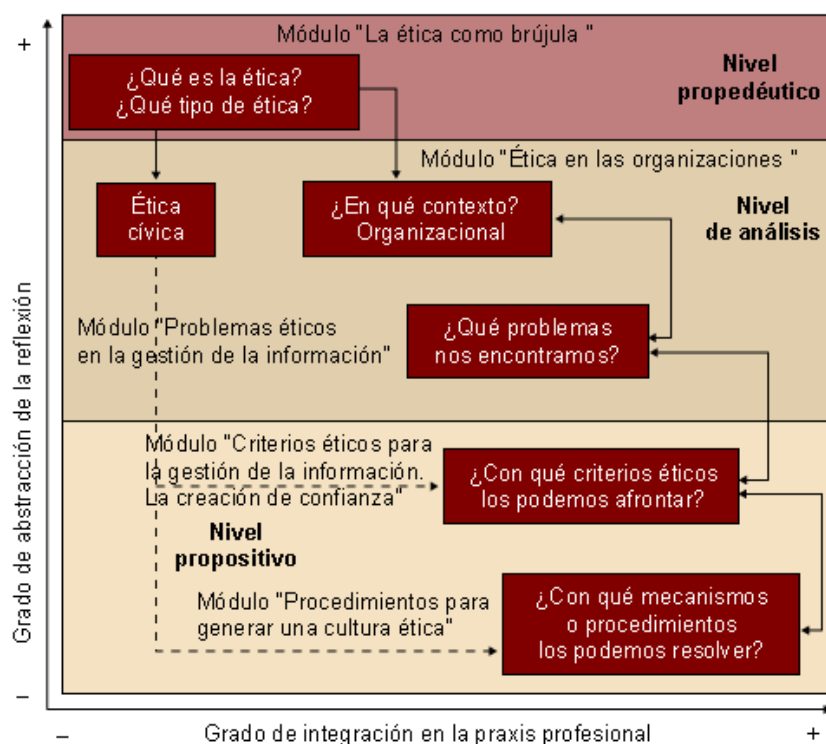 +
Módulo "La ética como brújula "
¿Qué es la ética?
¿Qué tipo de ética?
Nivel
propedéutico
Módulo "Ética en las organizaciones "
Ética
cívica
¿En qué contexto?
Organizacional
Nivel
de análisis
Módulo "Problemas éticos
en la gestión de la información"
¿Qué problemas
nos encontramos?
Módulo "Criterios éticos para
la gestión de la información.
La creación de confianza"
¿Con qué criterios éticos
los podemos afrontar?
Nivel
propositivo
Módulo "Procedimientos para
generar una cultura ética"
¿Con qué mecanismos
o procedimientos
los podemos resolver?
Grado de abstracción de la reflexión
–
–
Grado de integración en la praxis profesional
+